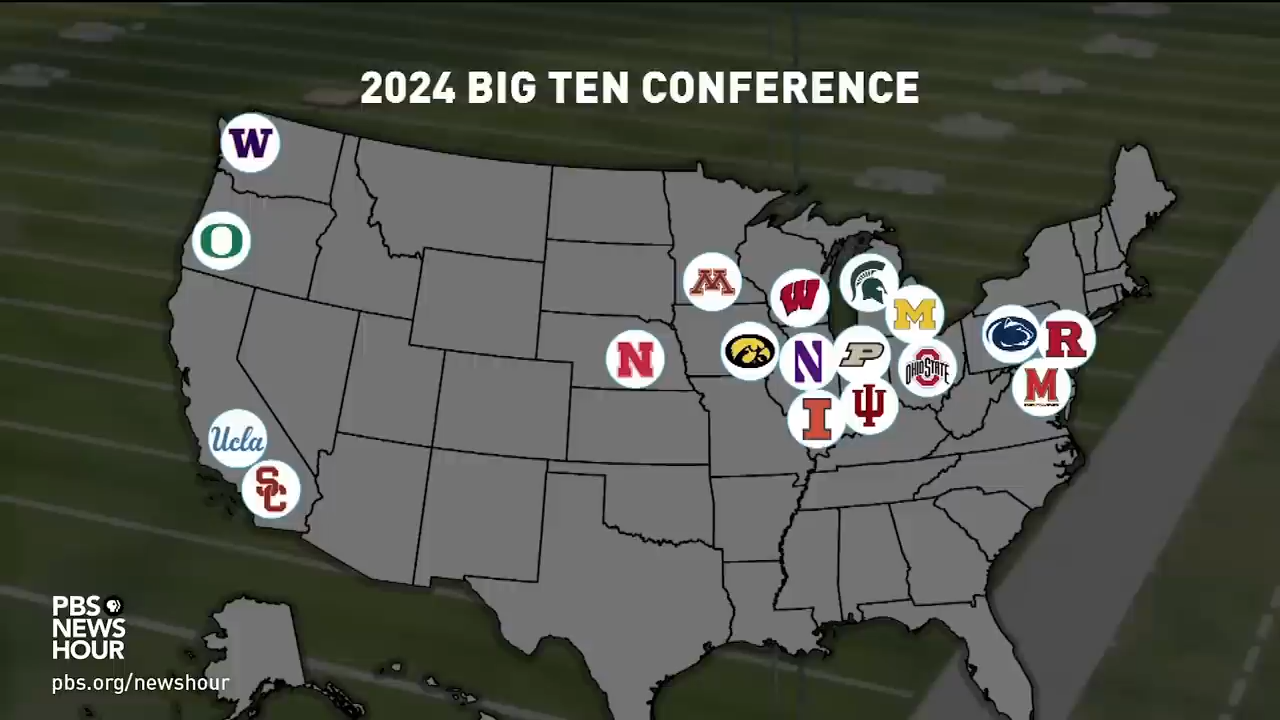 2024 BIG TEN CONFERENCE
W
O
M
W
M
N
N
P
OHIO STATE
R
M
I
Ucla
SC
PBS
NEWS
HOUR
pbs.org/newshour